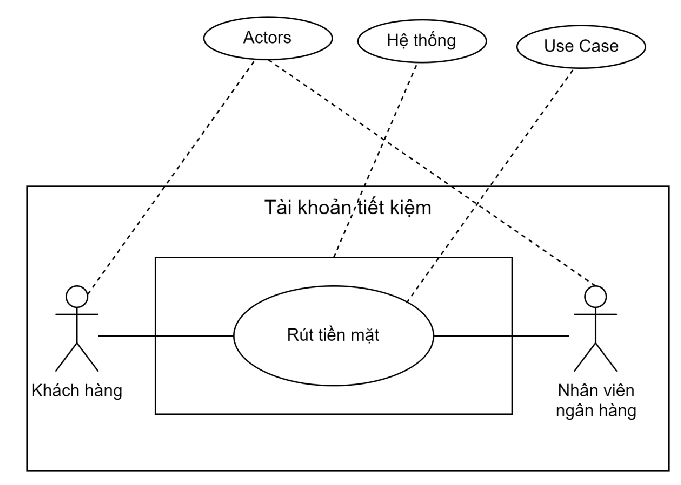 Actors
Hệ thống
Use Case
Tài khoản tiết kiệm
Rút tiền mặt
Khách hàng
Nhân viên
ngân hàng